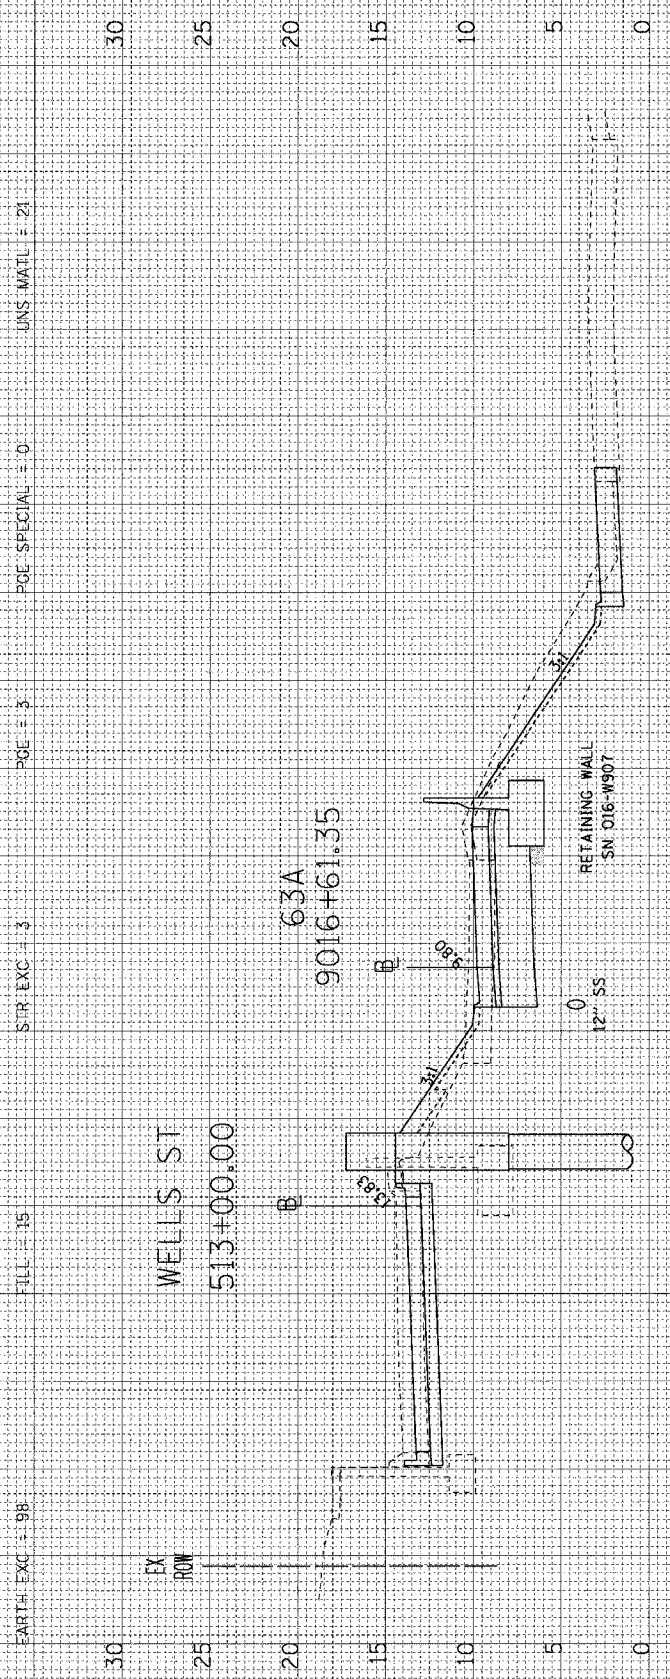 EARTH EXC = 98 FILL = 15 STR EXC = 3 PGE = 3 PGE SPECIAL = 0 UNS MATL = 21
30 30
25 25
20 20
15 15
10 10
5 5
0 0
EX
ROW
WELLS ST
513+00.00
B
13.83
3:1
63A
9016+61.35
B
9.80
12" SS
RETAINING WALL
SN 016-W907
3:1